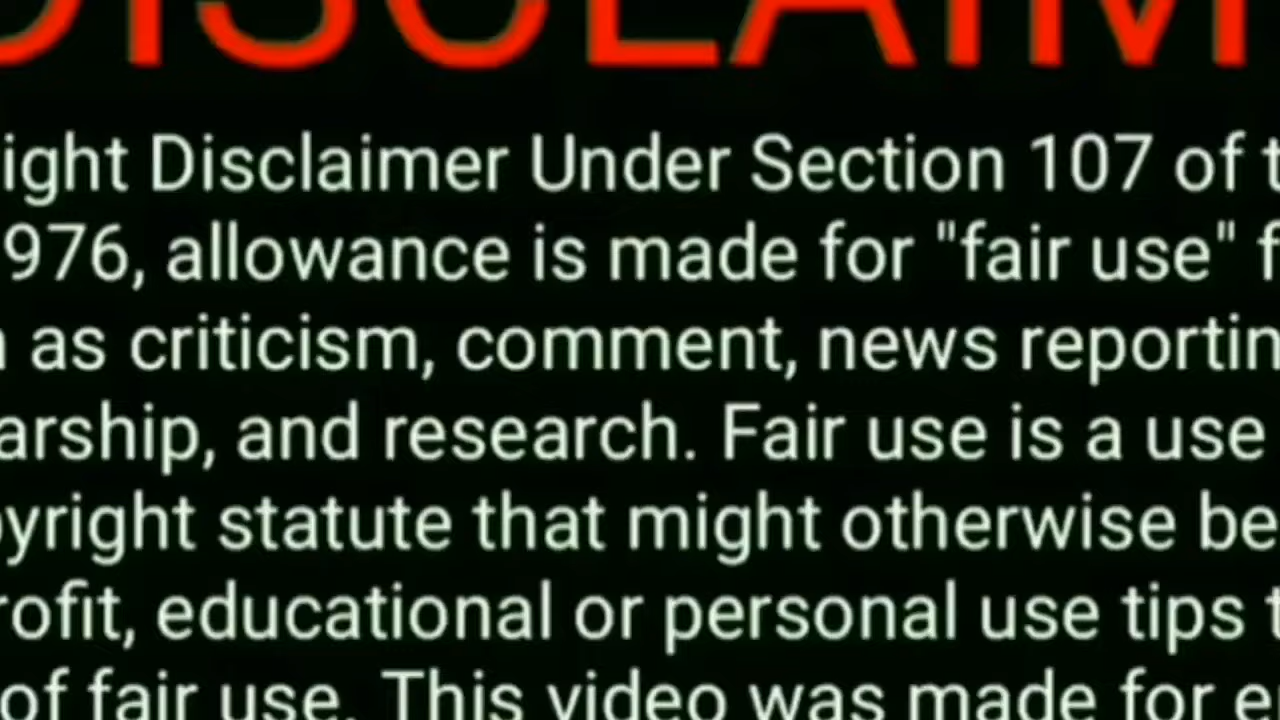 DISCLAIM
ight Disclaimer Under Section 107 of t
976, allowance is made for "fair use" f
as criticism, comment, news reportin
arship, and research. Fair use is a use
yright statute that might otherwise be
rofit, educational or personal use tips t
of fair use. This video was made for e